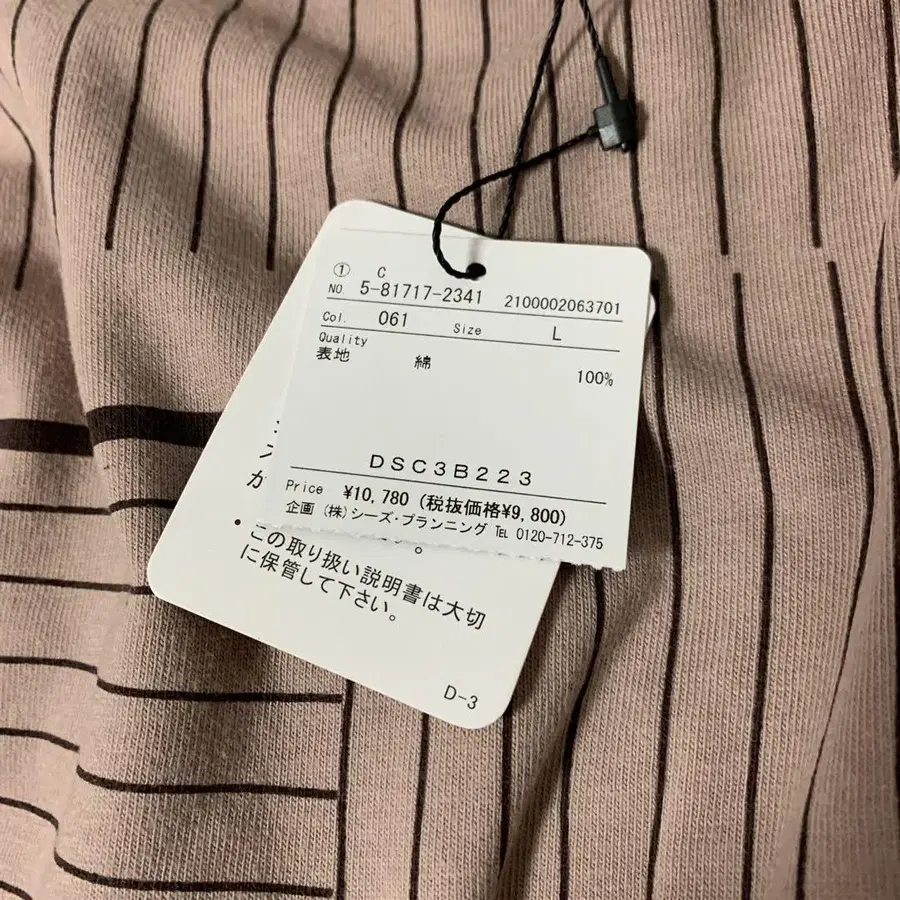 ① C
NO. 5-81717-2341 2100002063701
Col. 061 Size L
Quality
表地 綿 100%
DSC3B223
Price ¥10,780 (税抜価格¥9,800)
企画 (株)シーズ・プランニング TEL 0120-712-375
か
・この取り扱い説明書は大切
に保管して下さい。
D-3